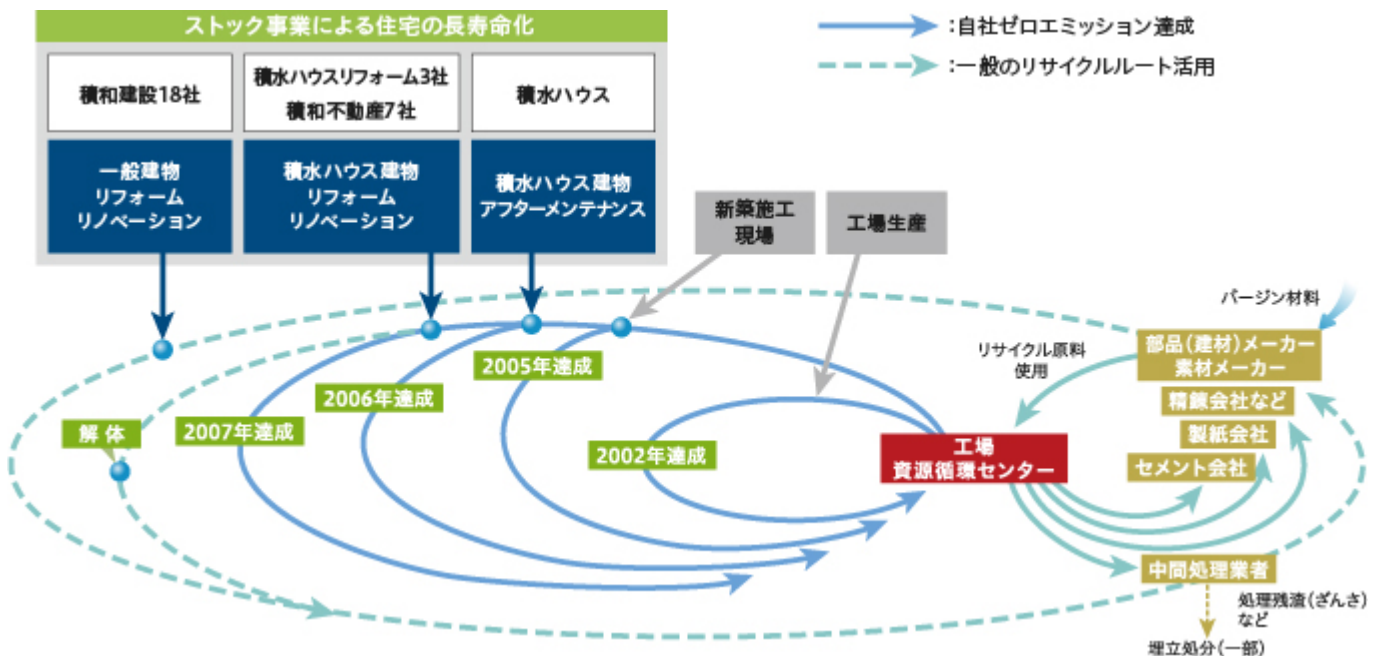 ストック事業による住宅の長寿命化
:自社ゼロエミッション達成
:一般のリサイクルルート活用
積和建設18社
積水ハウスリフォーム3社
積和不動産7社
積水ハウス
一般建物
リフォーム
リノベーション
積水ハウス建物
リフォーム
リノベーション
積水ハウス建物
アフターメンテナンス
新築施工
現場
工場生産
バージン材料
リサイクル原料
使用
部品(建材)メーカー
素材メーカー
精錬会社など
製紙会社
セメント会社
2005年達成
2006年達成
2007年達成
2002年達成
解体
工場
資源循環センター
中間処理業者
処理残渣(ざんさ)
など
埋立処分(一部)